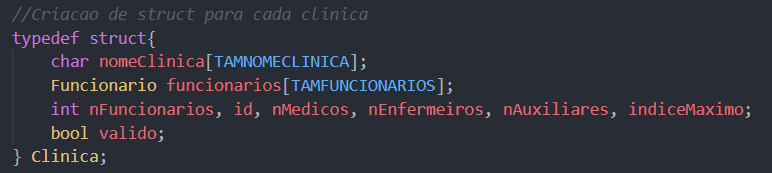 //Criacao de struct para cada clinica
typedef struct{
    char nomeClinica[TAMNOMECLINICA];
    Funcionario funcionarios[TAMFUNCIONARIOS];
    int nFuncionarios, id, nMedicos, nEnfermeiros, nAuxiliares, indiceMaximo;
    bool valido;
} Clinica;